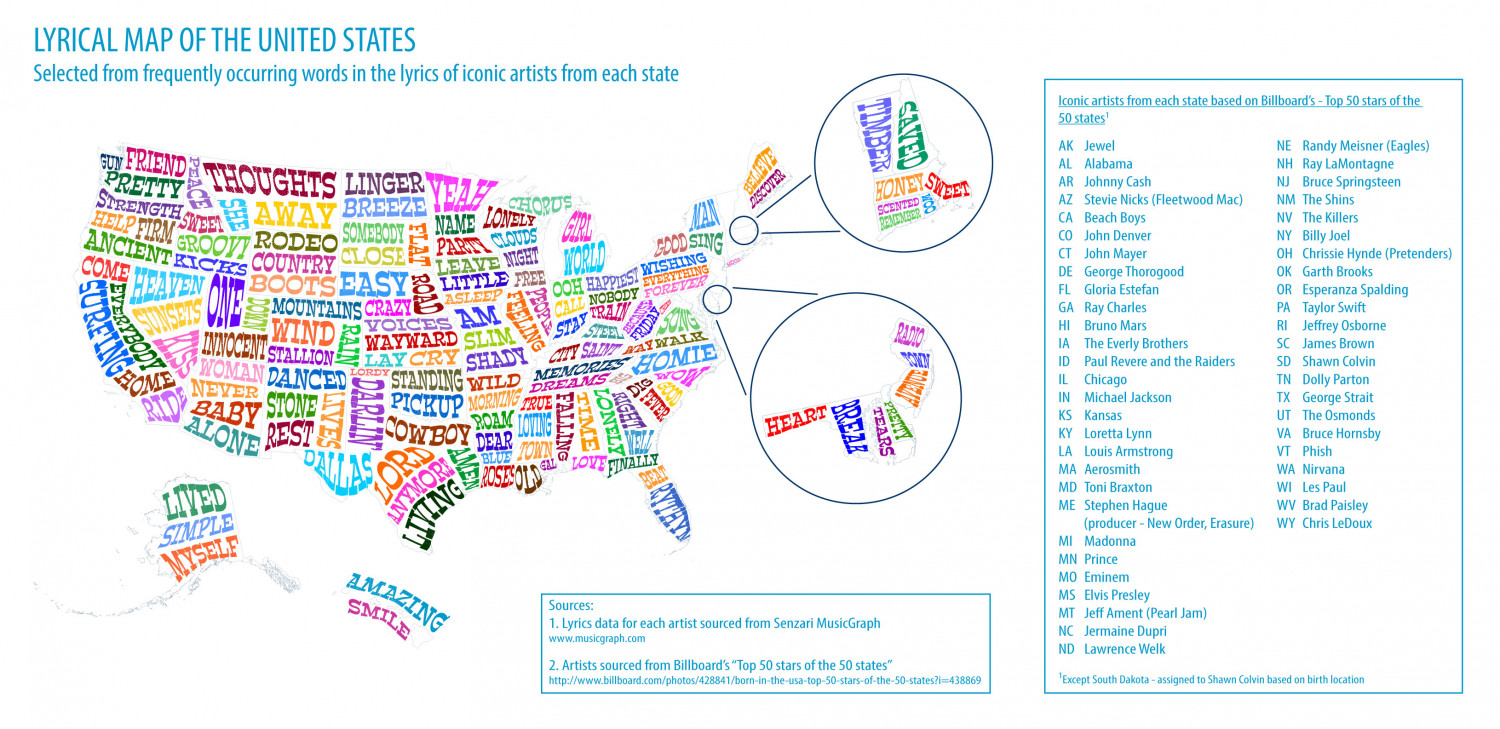 LYRICAL MAP OF THE UNITED STATES
Selected from frequently occurring words in the lyrics of iconic artists from each state
GUN
FRIEND
PRETTY
STRENGTH
HELP
FIRM
ANCIENT
PEACE
SHE
SWEET
GROOVY
KICKS
THOUGHTS
AWAY
RODEO
COUNTRY
BOOTS
LINGER
BREEZE
SOMEBODY
CLOSE
FLAT
EASY
YEAH
NAME
PARTY
LEAVE
LONELY
CLOUDS
NIGHT
CHORUS
GIRL
WORLD
COME
SURFING
EVERYBODY
HOME
RIDE
HEAVEN
SUNSETS
KISS
ONE
DOWN
INNOCENT
MOUNTAINS
WIND
STALLION
RAIN
CRAZY
ROAD
VOICES
WAYWARD
LAY
CRY
LITTLE
ASLEEP
AM
SLIM
SHADY
FREE
PEOPLE
FEELING
OOH
CALL
STAY
HAPPIEST
NOBODY
TRAIN
STEEL
WOMAN
NEVER
BABY
ALONE
DANCED
STONE
REST
LIVES
LORDY
DARLIN
STANDING
PICKUP
COWBOY
DALLAS
LORD
ANYMORE
LIVING
AMEN
WILD
MORNING
ROAM
DEAR
BLUE
ROSES
OLD
TRUE
LOVING
TOWN
GAL
FALLING
TIME
LOVE
LONELY
RIGHT
WELL
FINALLY
BEAT
RYTHYM
CITY
SAINT
MEMORIES
DREAMS
BIG
FEVER
GOOD
WAY
WALK
HOMIE
WOW
SONG
FRIDAY
BECAUSE
WISHING
EVERYTHING
FOREVER
GOOD
SING
MAN
BELIEVE
DISCOVER
LIVED
SIMPLE
MYSELF
AMAZING
SMILE
TIMBER
SAVED
HONEY
SWEET
SCENTED
REMEMBER
RADIO
TOWN
HEART
BREAK
TEARS
PRETTY
Sources:
1. Lyrics data for each artist sourced from Senzari MusicGraph
www.musicgraph.com
2. Artists sourced from Billboard's “Top 50 stars of the 50 states”
http://www.billboard.com/photos/428841/born-in-the-usa-top-50-stars-of-the-50-states?i=438869
Iconic artists from each state based on Billboard's - Top 50 stars of the
50 states1
AK Jewel
AL Alabama
AR Johnny Cash
AZ Stevie Nicks (Fleetwood Mac)
CA Beach Boys
CO John Denver
CT John Mayer
DE George Thorogood
FL Gloria Estefan
GA Ray Charles
HI Bruno Mars
IA The Everly Brothers
ID Paul Revere and the Raiders
IL Chicago
IN Michael Jackson
KS Kansas
KY Loretta Lynn
LA Louis Armstrong
MA Aerosmith
MD Toni Braxton
ME Stephen Hague
(producer - New Order, Erasure)
MI Madonna
MN Prince
MO Eminem
MS Elvis Presley
MT Jeff Ament (Pearl Jam)
NC Jermaine Dupri
ND Lawrence Welk
NE Randy Meisner (Eagles)
NH Ray LaMontagne
NJ Bruce Springsteen
NM The Shins
NV The Killers
NY Billy Joel
OH Chrissie Hynde (Pretenders)
OK Garth Brooks
OR Esperanza Spalding
PA Taylor Swift
RI Jeffrey Osborne
SC James Brown
SD Shawn Colvin
TN Dolly Parton
TX George Strait
UT The Osmonds
VA Bruce Hornsby
VT Phish
WA Nirvana
WI Les Paul
WV Brad Paisley
WY Chris LeDoux
1Except South Dakota - assigned to Shawn Colvin based on birth location